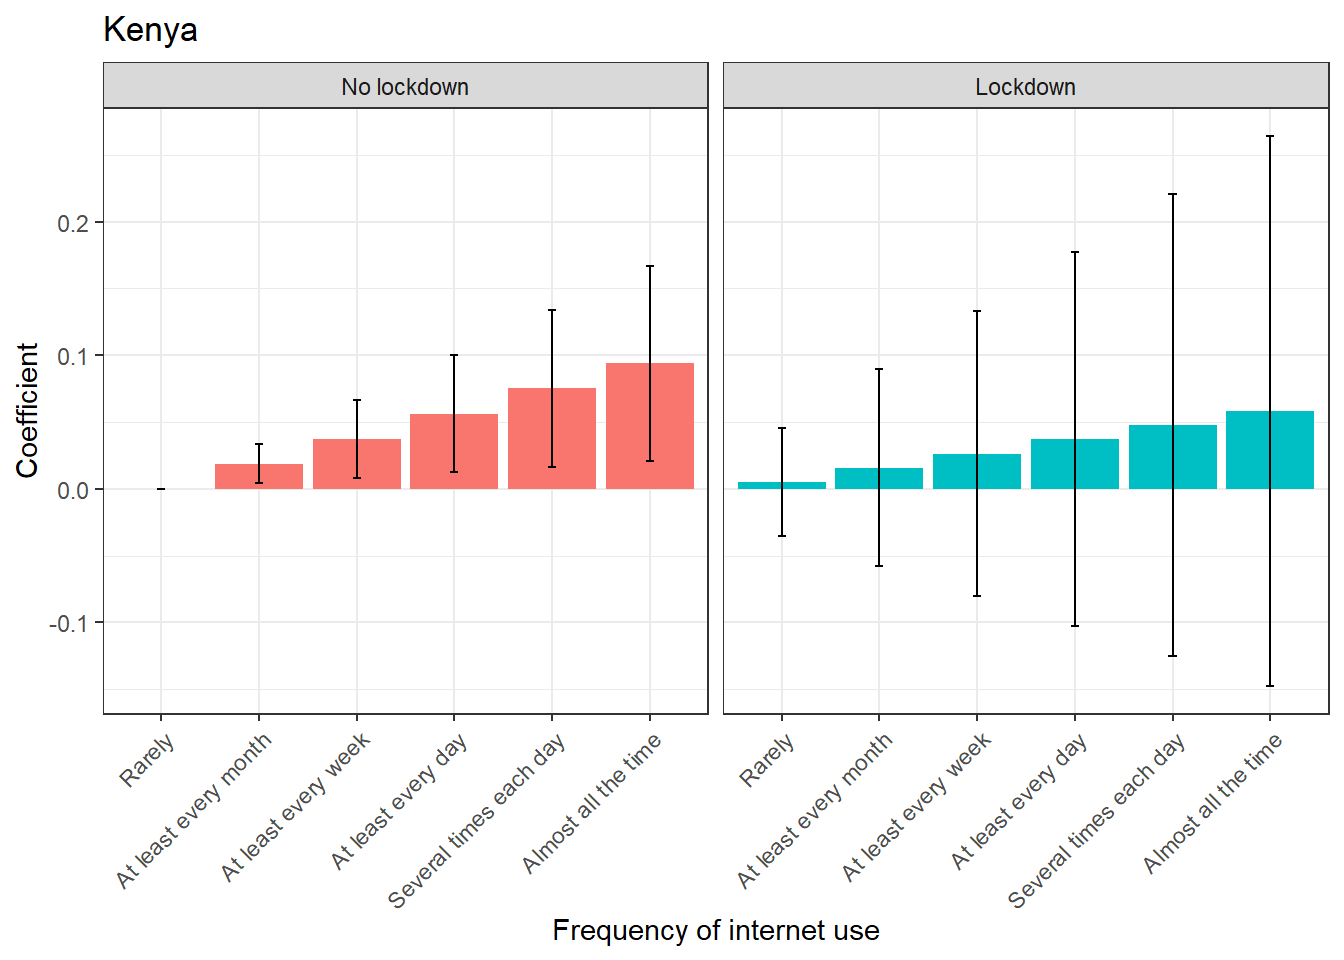 Kenya
No lockdown
Lockdown
Coefficient
0.2
0.1
0.0
-0.1
Rarely
At least every month
At least every week
At least every day
Several times each day
Almost all the time
Rarely
At least every month
At least every week
At least every day
Several times each day
Almost all the time
Frequency of internet use